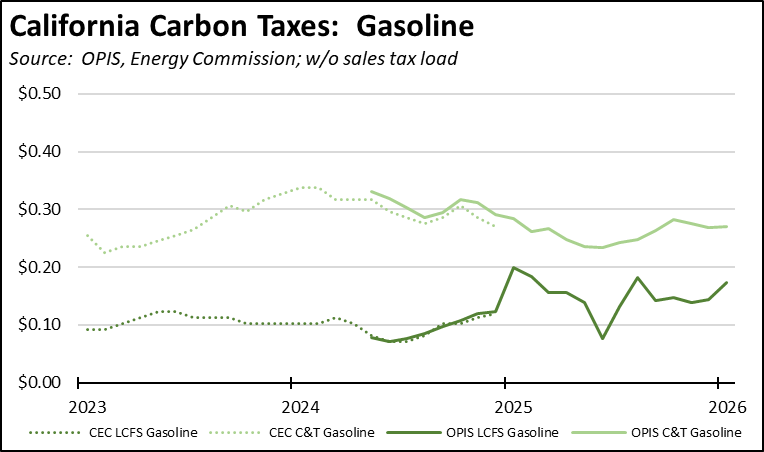 California Carbon Taxes:  Gasoline
Source:  OPIS, Energy Commission; w/o sales tax load
$0.50
$0.40
$0.30
$0.20
$0.10
$0.00
2023 2024 2025 2026
CEC LCFS Gasoline CEC C&T Gasoline OPIS LCFS Gasoline OPIS C&T Gasoline